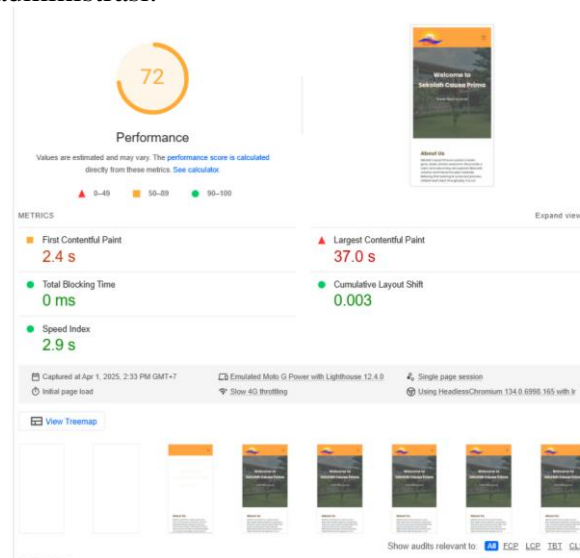 72
Performance
Values are estimated and may vary. The performance score is calculated
directly from these metrics. See calculator.
0–49 50–89 90–100
Welcome to
Sekolah Cause Prima
About Us
METRICS
Expand view
First Contentful Paint
2.4 s
Largest Contentful Paint
37.0 s
Total Blocking Time
0 ms
Cumulative Layout Shift
0.003
Speed Index
2.9 s
Captured at Apr 1, 2025, 2:33 PM GMT+7
Emulated Moto G Power with Lighthouse 12.4.0
Single page session
Initial page load
Slow 4G throttling
Using HeadlessChromium 134.0.6998.165 with lr
View Treemap
Show audits relevant to: All FCP LCP TBT CL